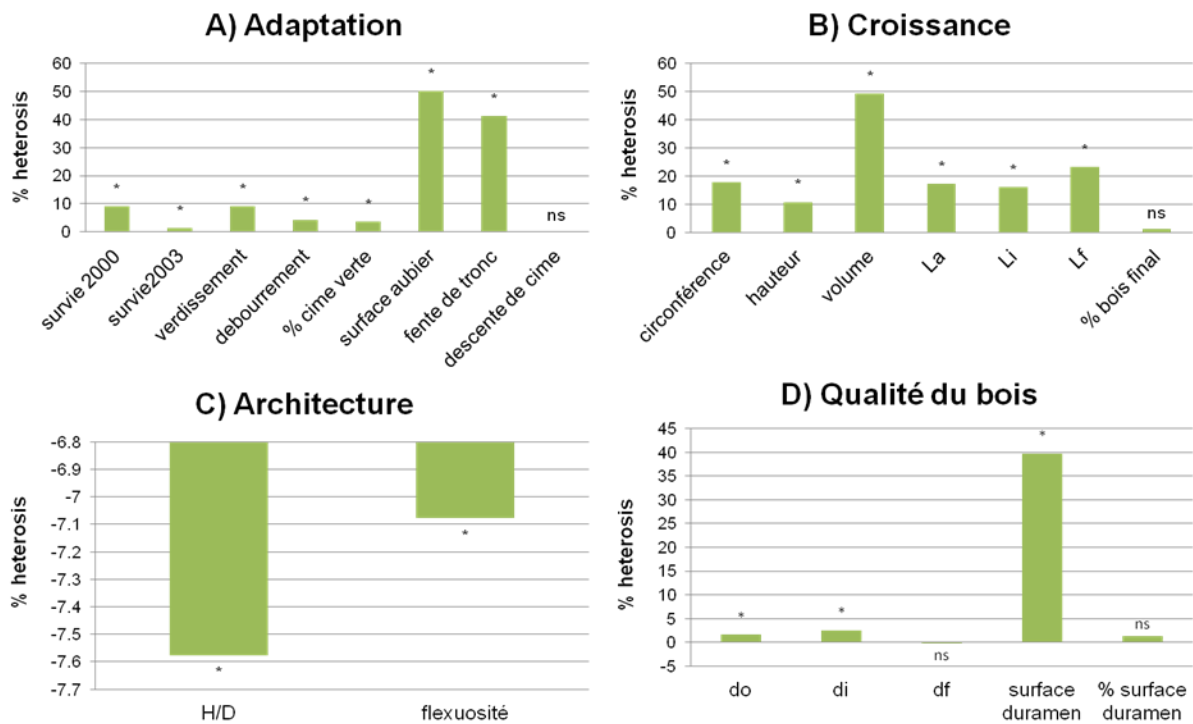 A) Adaptation
% heterosis
60
50
40
30
20
10
0
*
*
*
*
*
*
*
ns
survie 2000
survie2003
verdissement
debourrement
% cime verte
surface aubier
fente de tronc
descente de cime
B) Croissance
% heterosis
60
50
40
30
20
10
0
*
*
*
*
*
*
ns
circonférence
hauteur
volume
La
Li
Lf
% bois final
C) Architecture
% heterosis
-6.8
-6.9
-7
-7.1
-7.2
-7.3
-7.4
-7.5
-7.6
-7.7
*
*
H/D
flexuosité
D) Qualité du bois
% heterosis
45
40
35
30
25
20
15
10
5
0
-5
*
*
ns
*
ns
do
di
df
surface
duramen
% surface
duramen